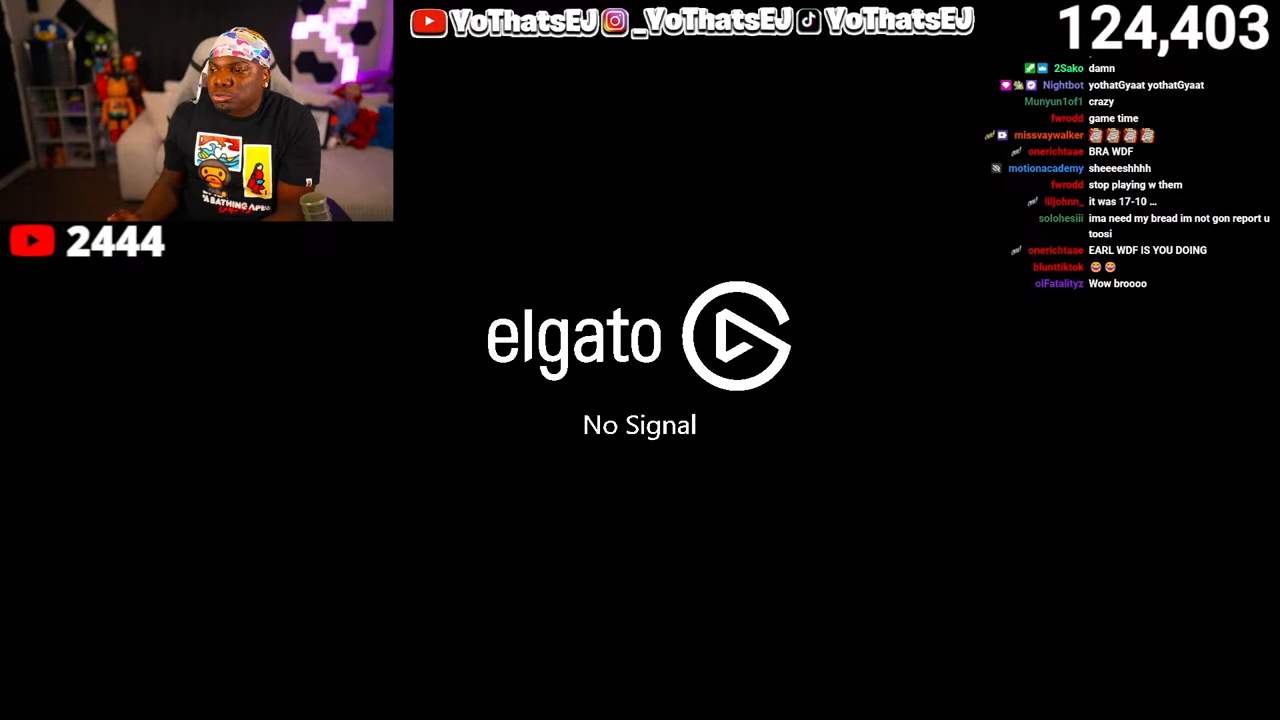 YoThatsEJ _YoThatsEJ YoThatsEJ
124,403
2Sako damn
Nightbot yothatGyaat yothatGyaat
Munyun1of1 crazy
fwrodd game time
missvaywalker
onerichtaae BRA WDF
motionacademy sheeeeshhhh
fwrodd stop playing w them
liljohnn_ it was 17-10 ...
solohesiii ima need my bread im not gon report u
toosi
onerichtaae EARL WDF IS YOU DOING
blunttiktok
olFatalityz Wow broooo
A BATHING APE
2444
elgato
No Signal